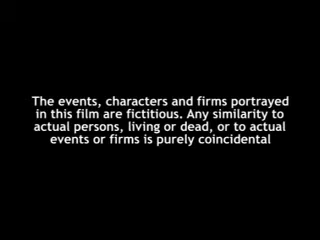 The events, characters and firms portrayed
in this film are fictitious. Any similarity to
actual persons, living or dead, or to actual
events or firms is purely coincidental